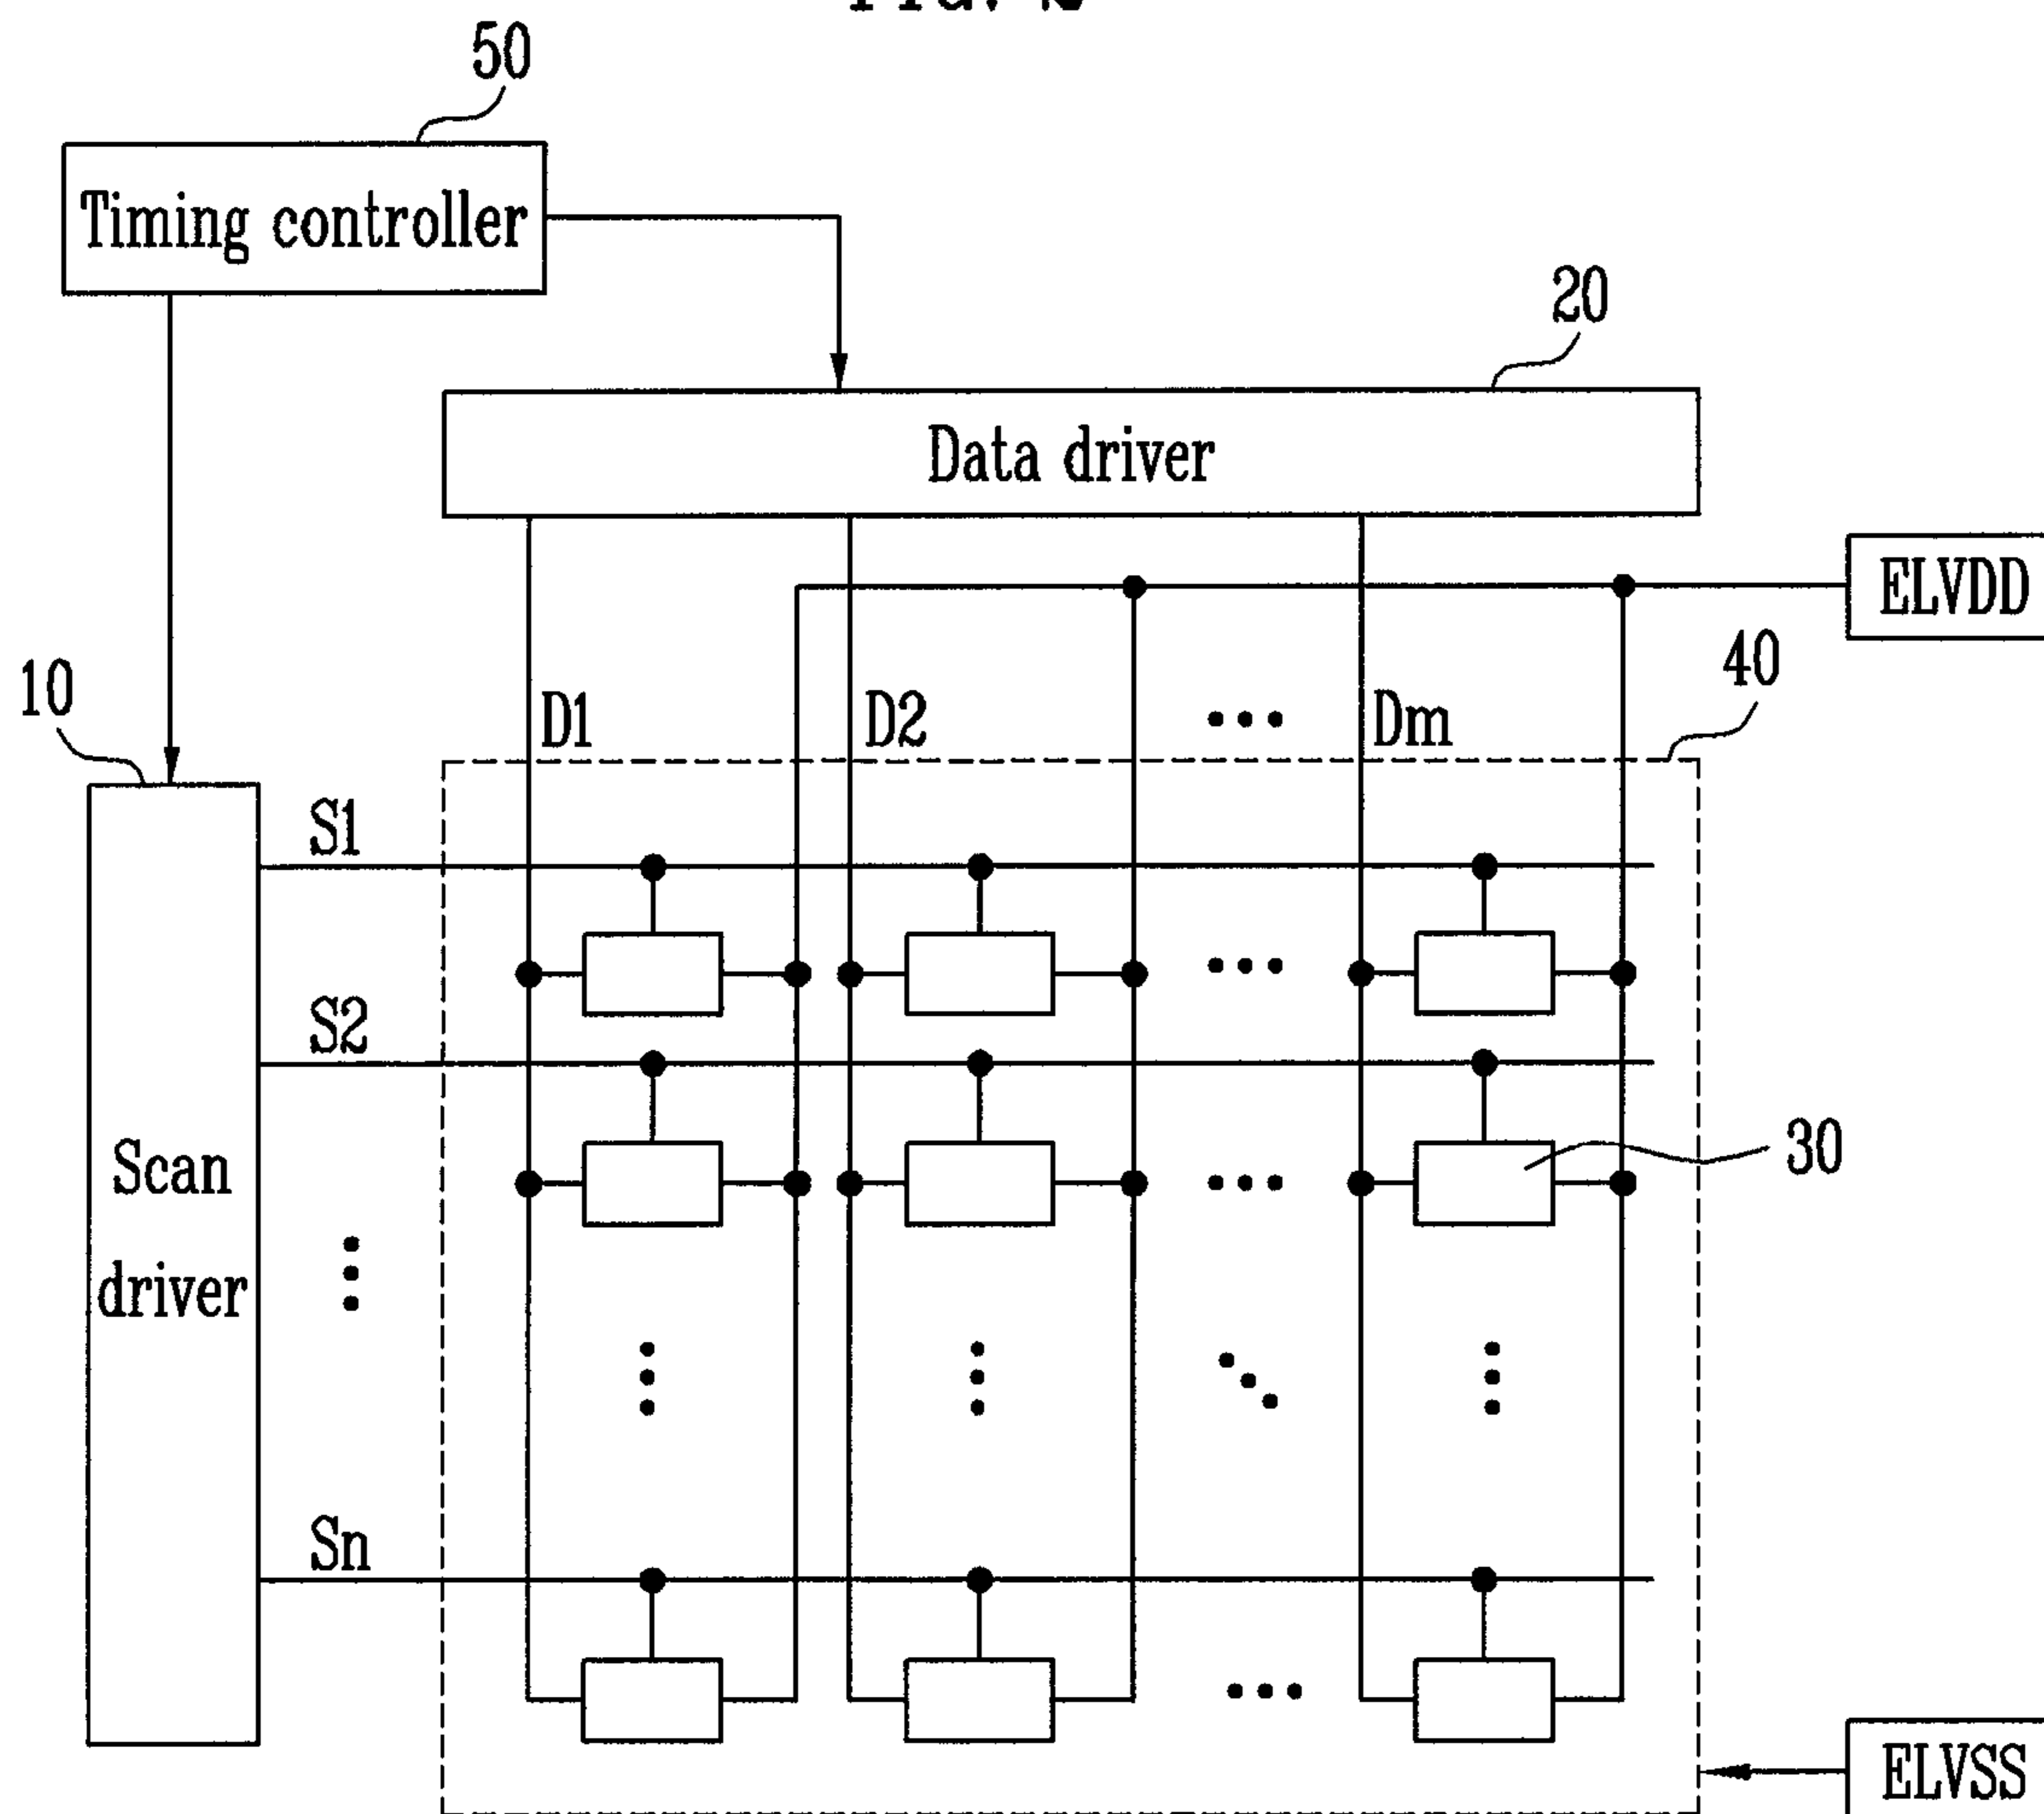 50
Timing controller
20
Data driver
ELVDD
40
10
D1 D2 ... Dm
S1
S2
30
Scan
driver
Sn
ELVSS